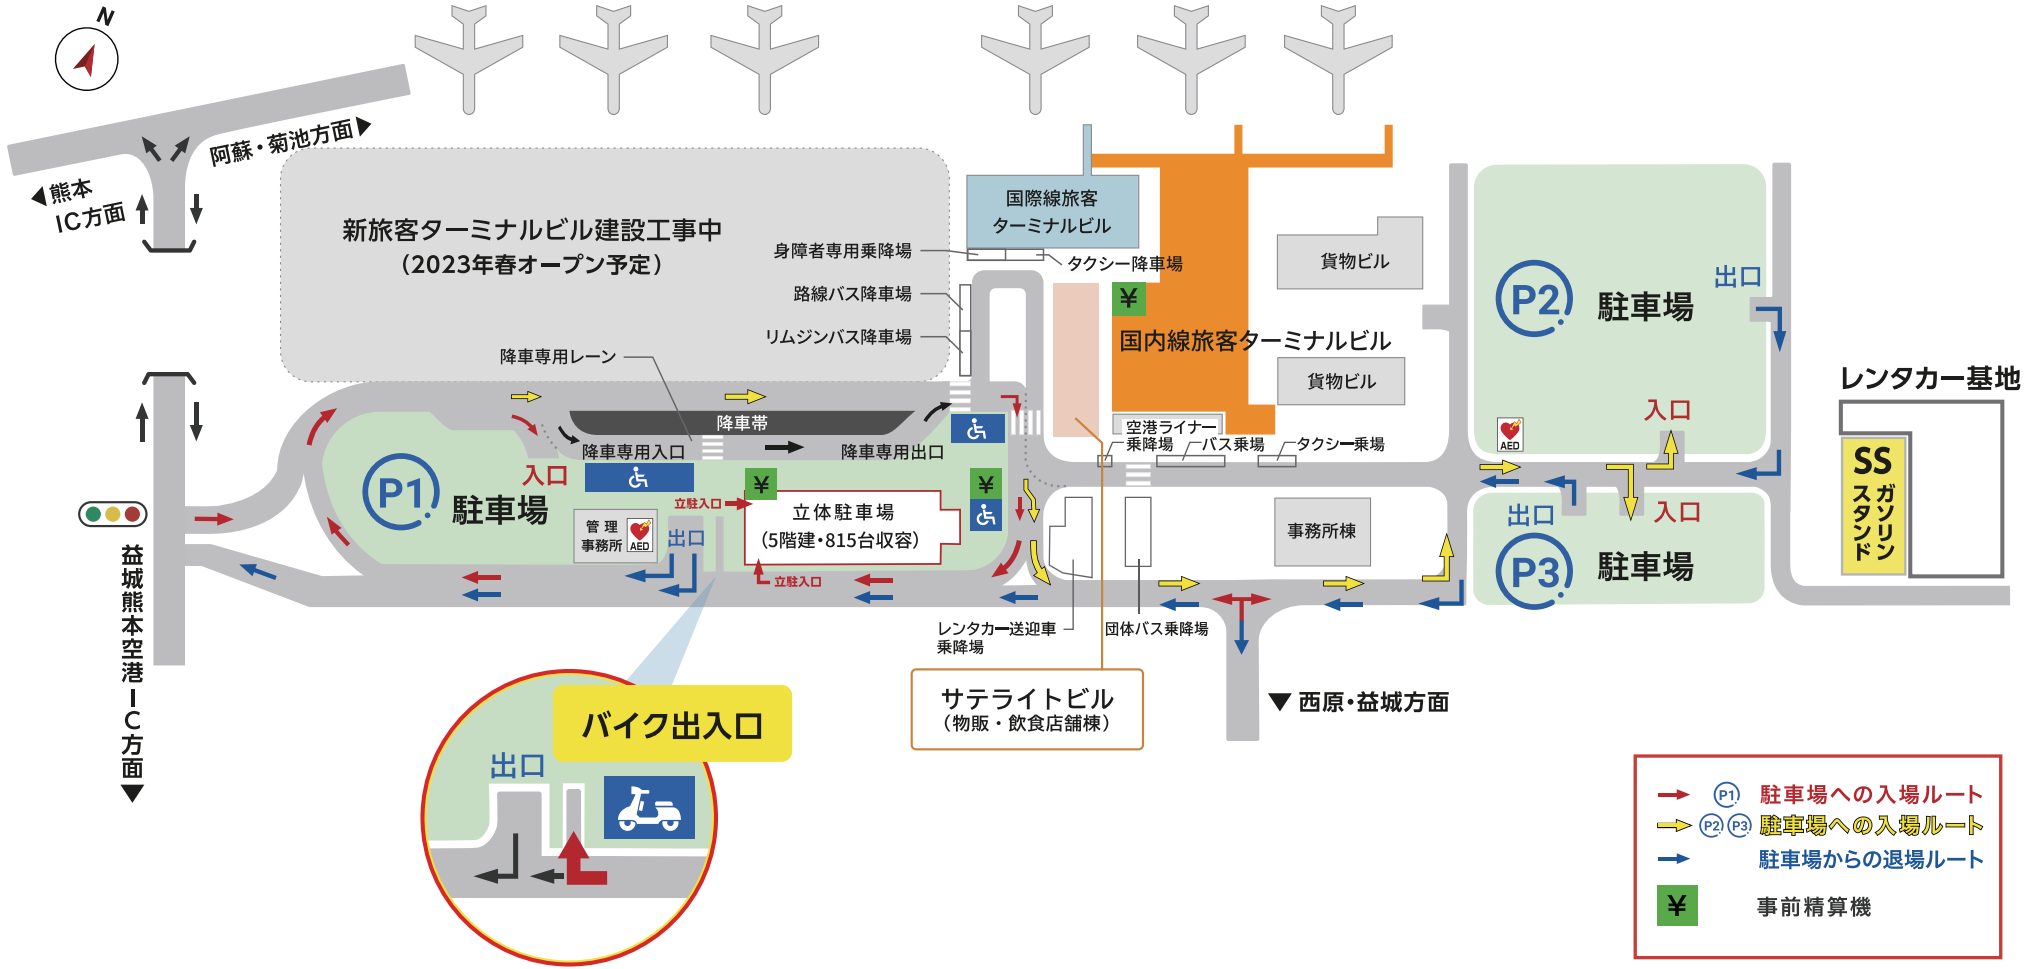 N
阿蘇・菊池方面▶
◀熊本
IC方面
新旅客ターミナルビル建設工事中
（2023年春オープン予定）
国際線旅客
ターミナルビル
身障者専用乗降場
タクシー降車場
路線バス降車場
リムジンバス降車場
降車専用レーン
¥
国内線旅客ターミナルビル
貨物ビル
貨物ビル
P2
駐車場
出口
入口
レンタカー基地
SS
ガソリン
スタンド
降車帯
降車専用入口
降車専用出口
空港ライナー
乗降場
バス乗場
タクシー乗場
AED
P1
駐車場
入口
¥
¥
立駐入口
立体駐車場
（5階建・815台収容）
管理
事務所
AED
出口
立駐入口
事務所棟
出口
入口
P3
駐車場
益城熊本空港IC方面▼
レンタカー送迎車
乗降場
団体バス乗降場
サテライトビル
（物販・飲食店舗棟）
▼西原・益城方面
バイク出入口
出口
P1 駐車場への入場ルート
P2 P3 駐車場への入場ルート
駐車場からの退場ルート
¥ 事前精算機